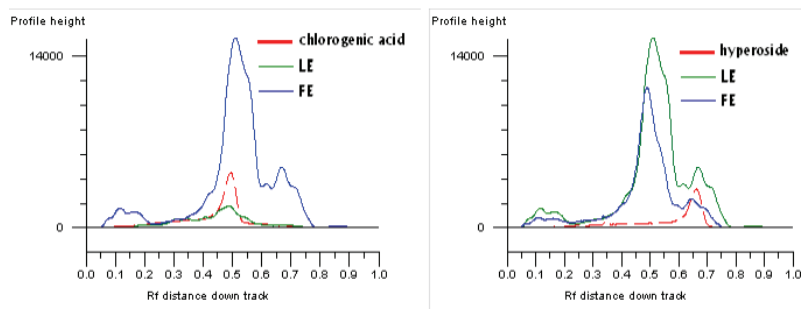 Profile height
14000
0
chlorogenic acid
LE
FE
0.0 0.1 0.2 0.3 0.4 0.5 0.6 0.7 0.8 0.9 1.0
Rf distance down track
Profile height
14000
0
hyperoside
LE
FE
0.0 0.1 0.2 0.3 0.4 0.5 0.6 0.7 0.8 0.9 1.0
Rf distance down track